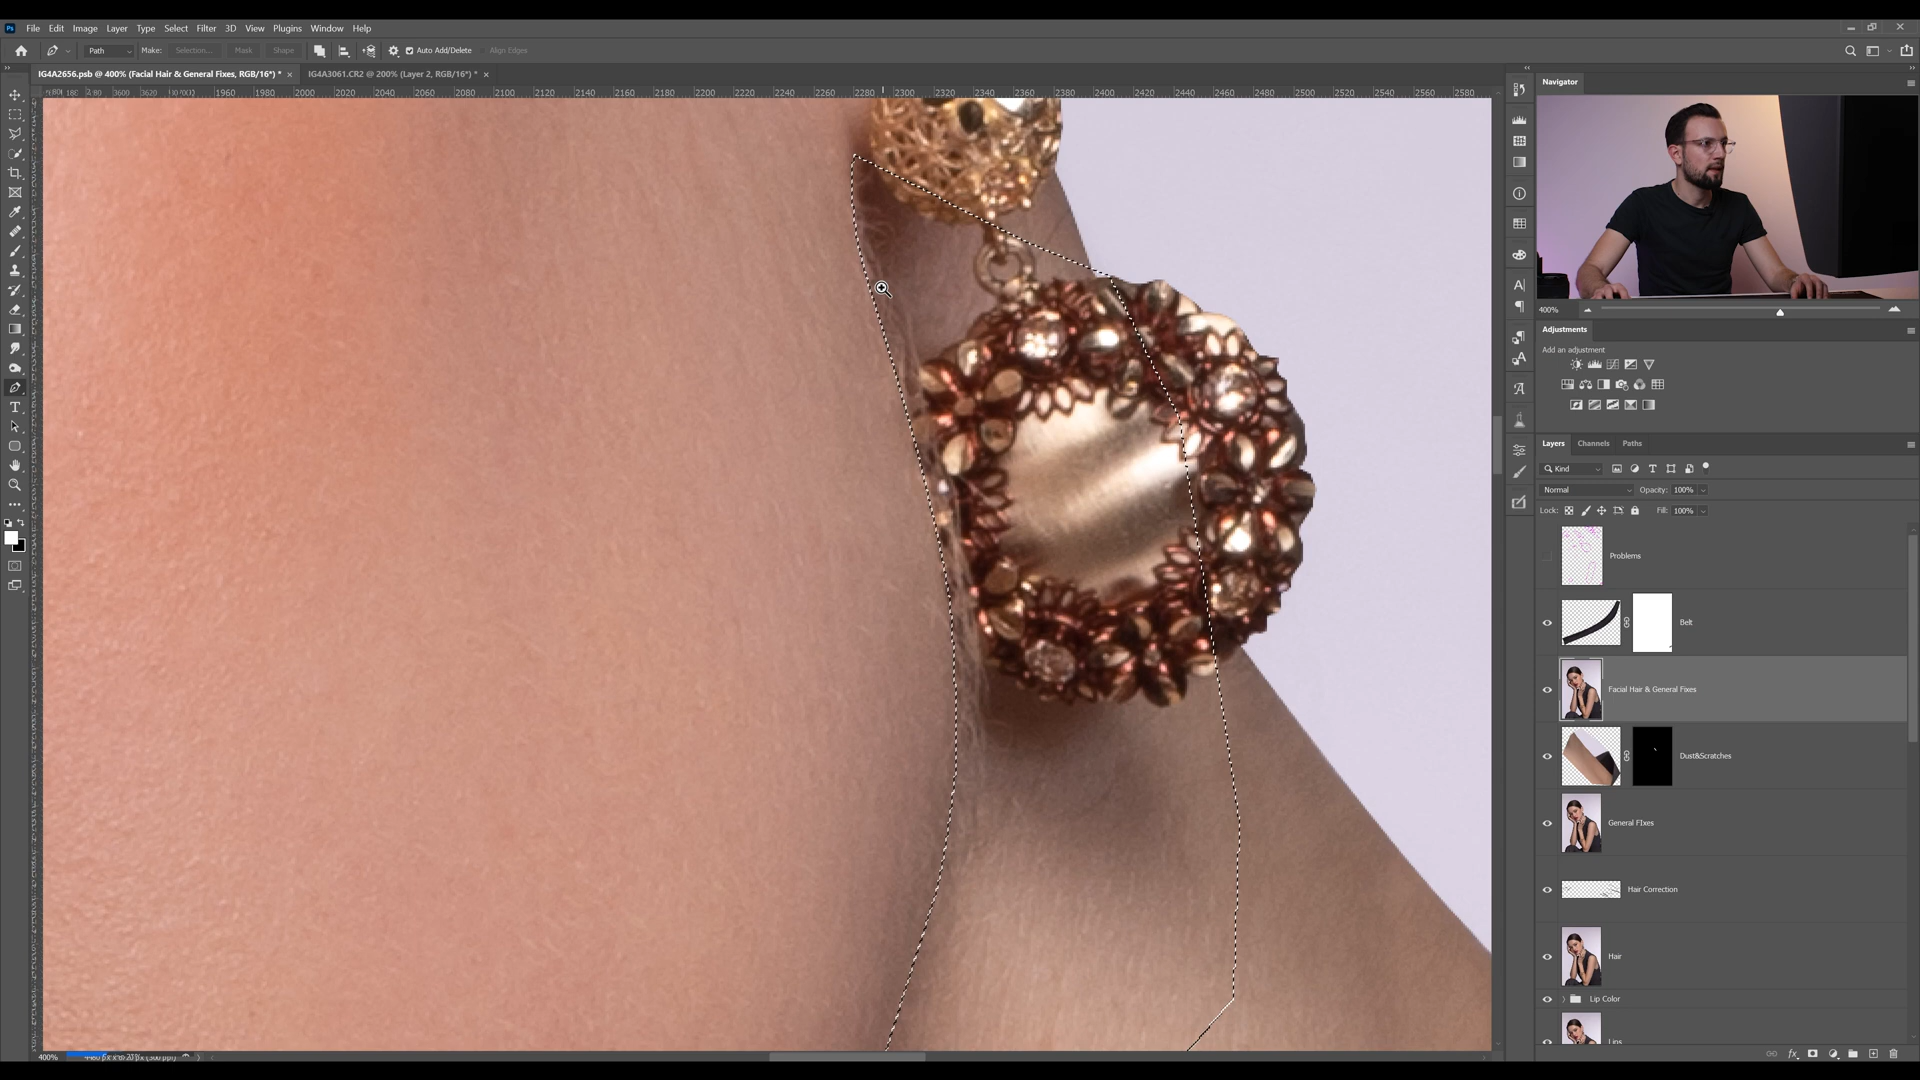 Ps File Edit Image Layer Type Select Filter 3D View Plugins Window Help
Path Make: Selection... Mask Shape Auto Add/Delete Align Edges
IG4A2656.psb @ 400% (Facial Hair & General Fixes, RGB/16*) * × IG4A3061.CR2 @ 200% (Layer 2, RGB/16*) * ×
3600 3620 1960 1980 2000 2020 2040 2060 2080 2100 2120 2140 2160 2180 2200 2220 2240 2260 2280 2300 2320 2340 2360 2380 2400 2420 2440 2460 2480 2500 2520 2540 2560 2580
Navigator
400%
Adjustments
Add an adjustment
Layers Channels Paths
Kind
Normal Opacity: 100%
Lock: Fill: 100%
Problems
Belt
Facial Hair & General Fixes
Dust&Scratches
General FIxes
Hair Correction
Hair
Lip Color
Lips
400%